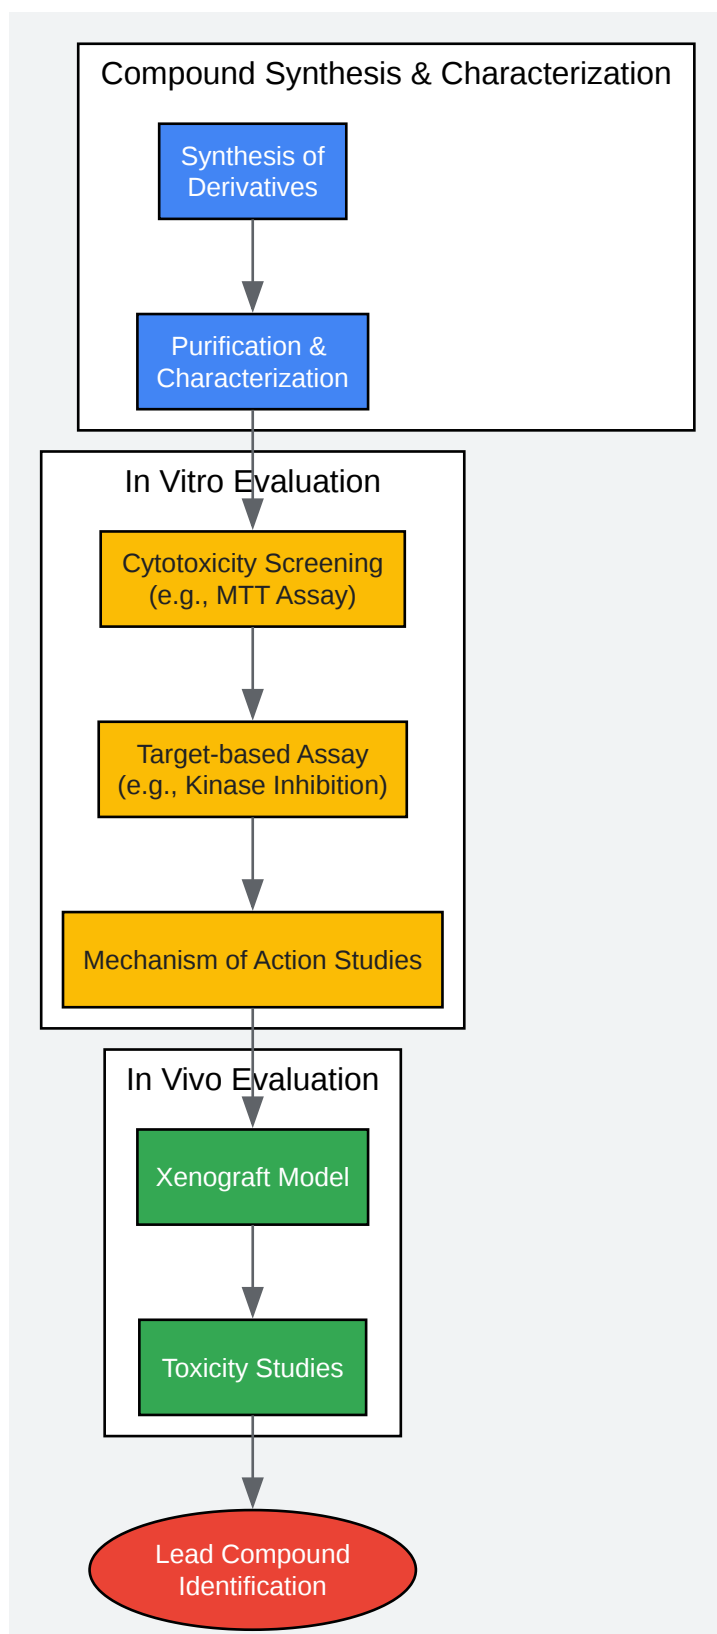 Compound Synthesis & Characterization
Synthesis of
Derivatives
Purification &
Characterization
In Vitro Evaluation
Cytotoxicity Screening
(e.g., MTT Assay)
Target-based Assay
(e.g., Kinase Inhibition)
Mechanism of Action Studies
In Vivo Evaluation
Xenograft Model
Toxicity Studies
Lead Compound
Identification